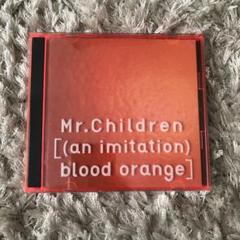 Mr.Children
[(an imitation)
blood orange]